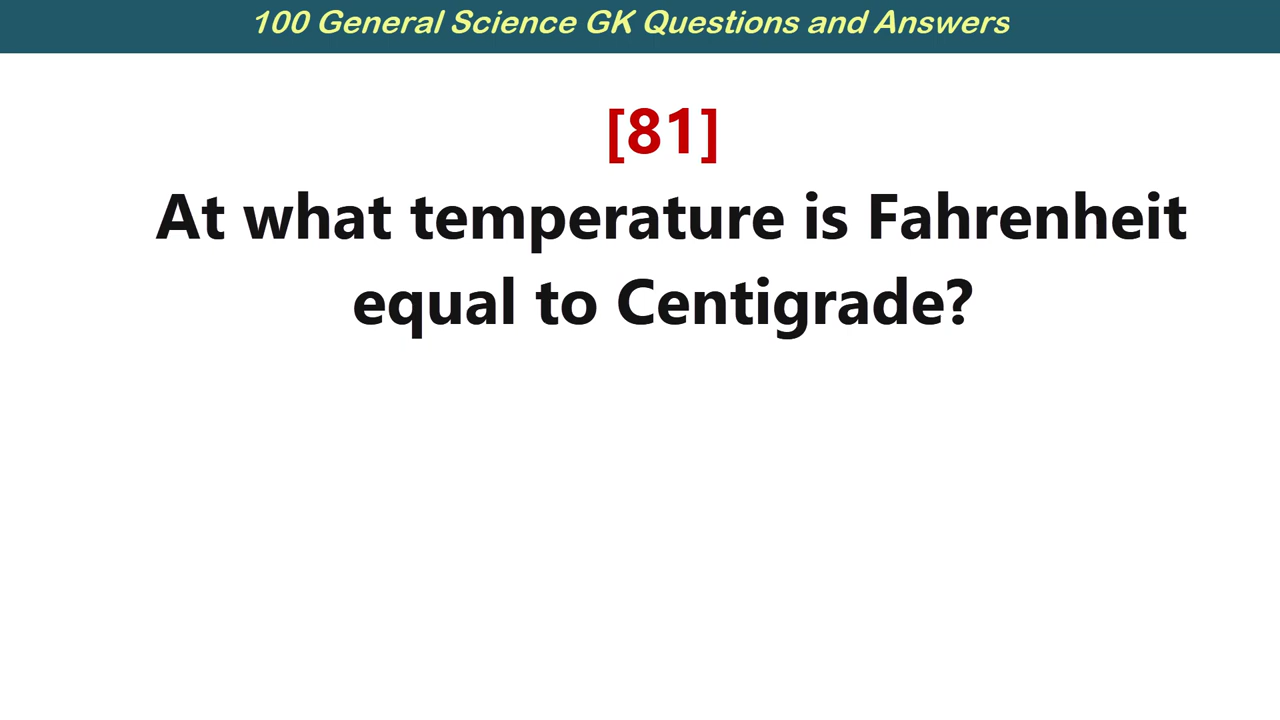 100 General Science GK Questions and Answers
[81]
At what temperature is Fahrenheit
equal to Centigrade?